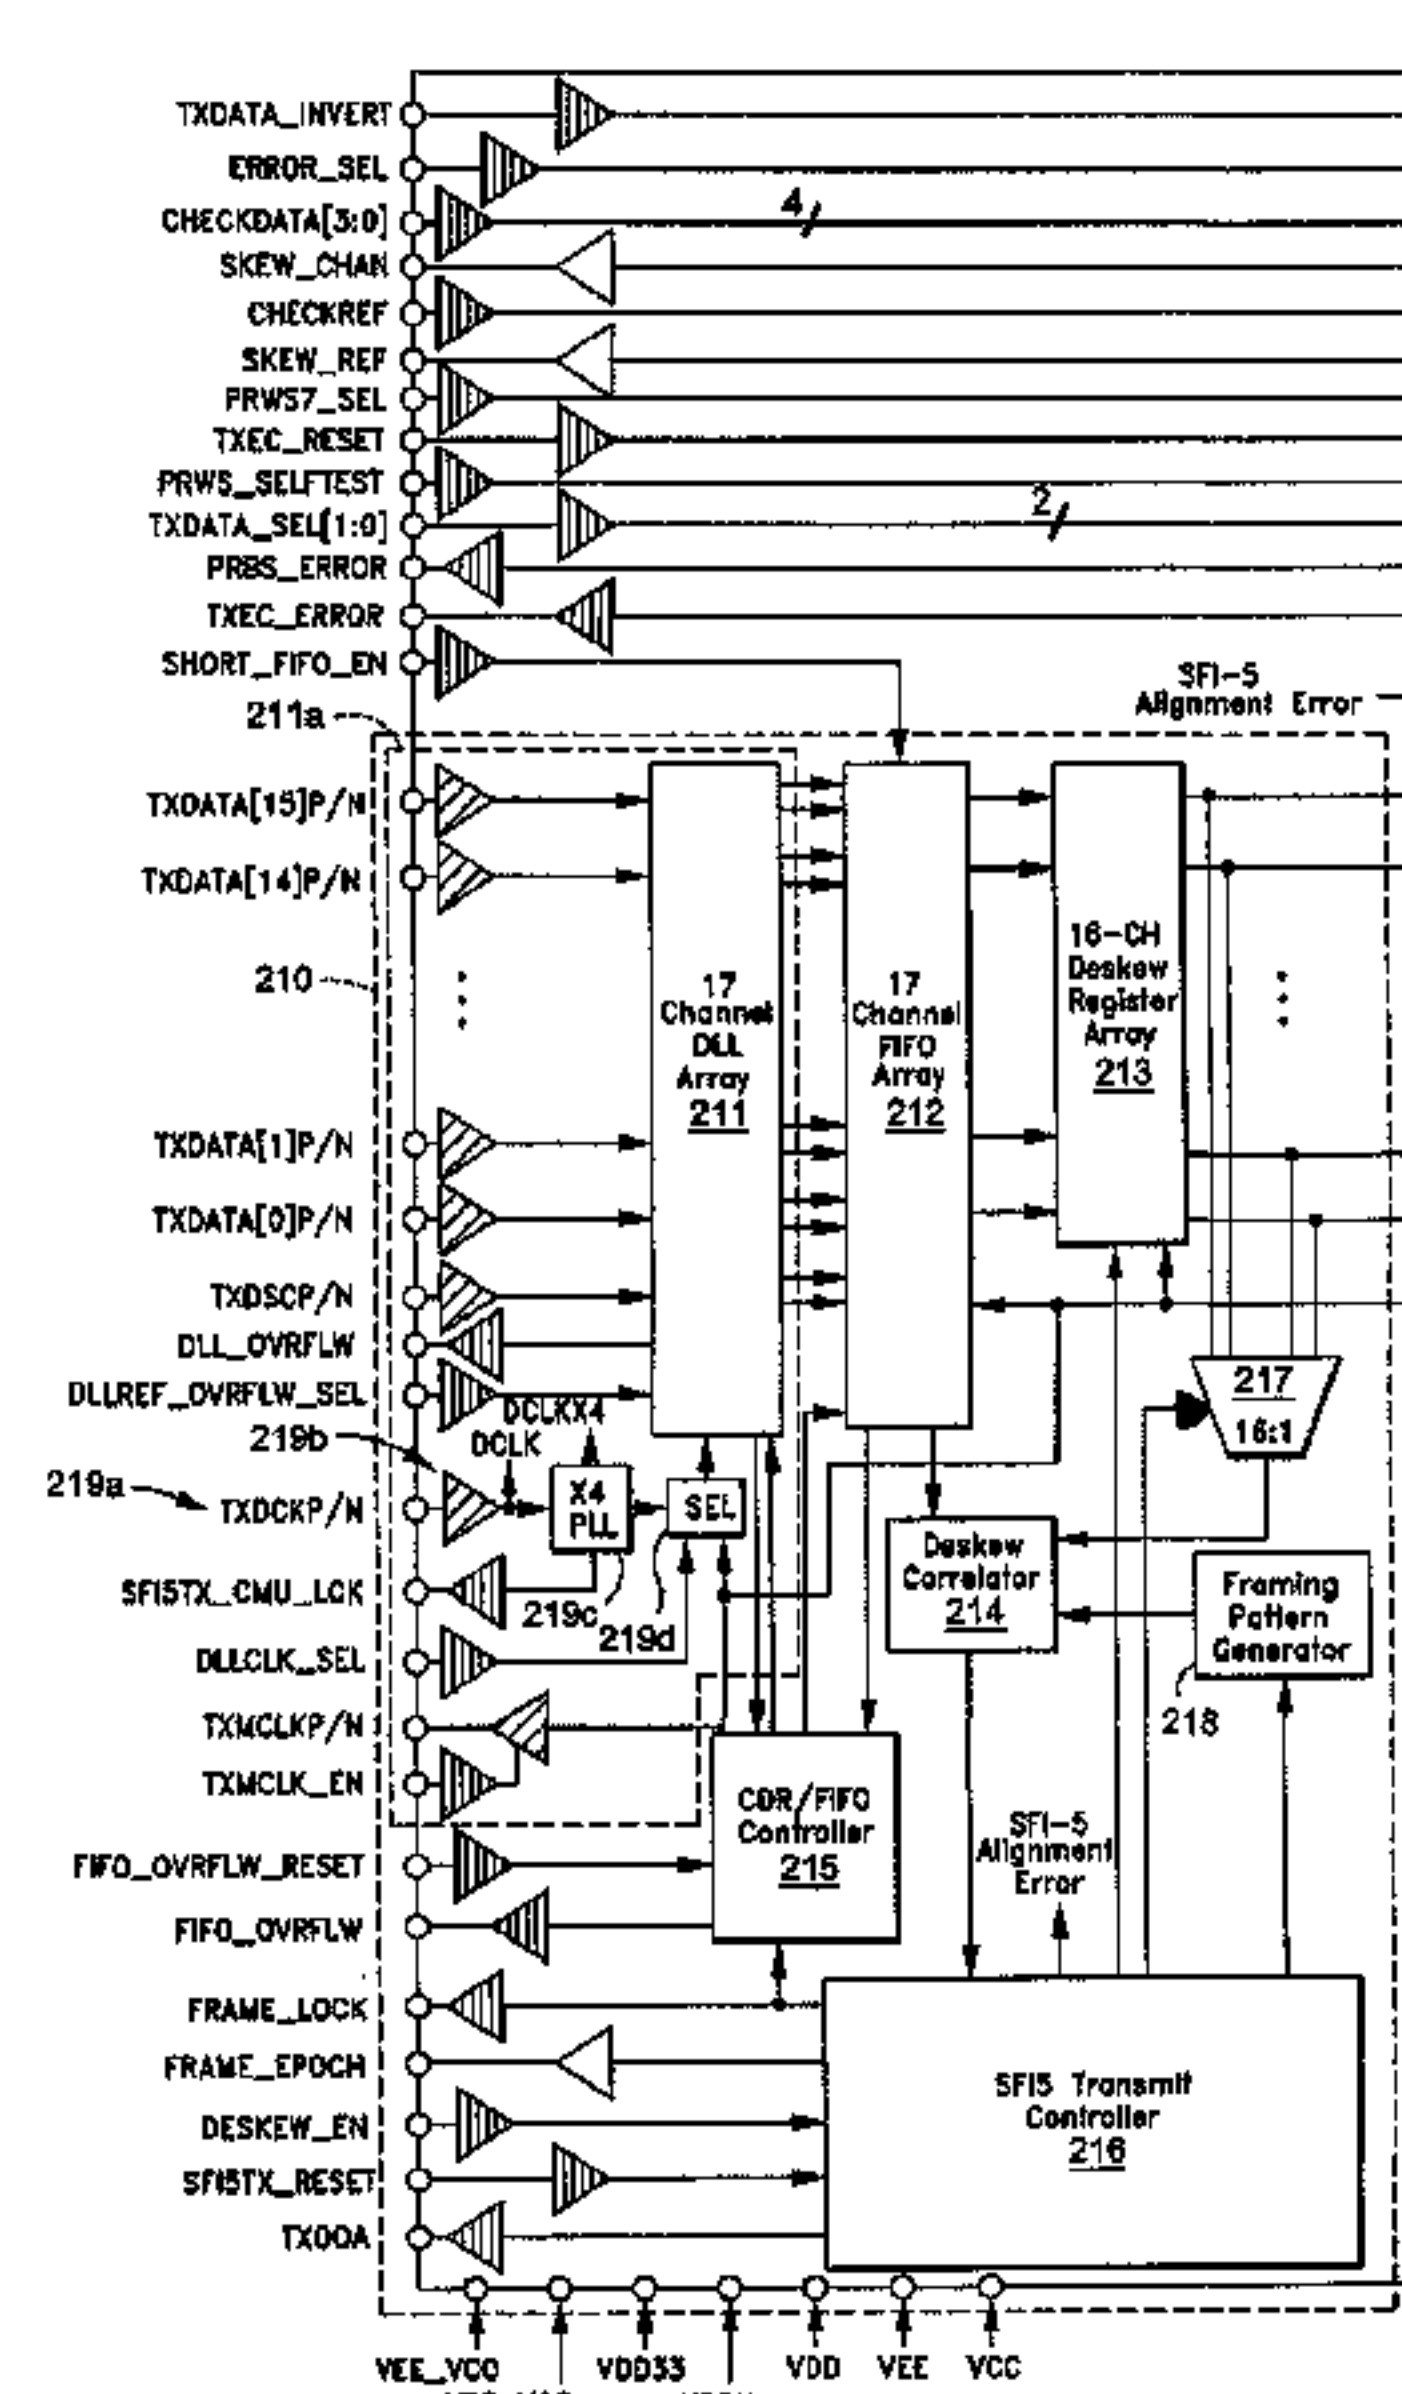 TXDATA_INVERT
ERROR_SEL
4
CHECKDATA[3:0]
SKEW_CHAN
CHECKREF
SKEW_REF
PRWS7_SEL
TXEC_RESET
PRWS_SELFTEST
2
TXDATA_SEL[1:0]
PRBS_ERROR
TXEC_ERROR
SHORT_FIFO_EN
SFI-5
Alignment Error
211a
TXDATA[15]P/N
TXDATA[14]P/N
210
17
Channel
DLL
Array
211
17
Channel
FIFO
Array
212
16-CH
Deskew
Register
Array
213
TXDATA[1]P/N
TXDATA[0]P/N
TXDSCP/N
DLL_OVRFLW
DLLREF_OVRFLW_SEL
DCLKX4
DCLK
217
16:1
219b
219a
TXDCKP/N
X4
PLL
SEL
Deskew
Correlator
214
Framing
Pattern
Generator
218
SFI5TX_CMU_LCK
219c
219d
DLLCLK_SEL
TXMCLKP/N
TXMCLK_EN
CDR/FIFO
Controller
215
SFI-5
Alignment
Error
FIFO_OVRFLW_RESET
FIFO_OVRFLW
FRAME_LOCK
FRAME_EPOCH
DESKEW_EN
SFI5TX_RESET
TXOOA
SFI5 Transmit
Controller
216
VEE_VCO
VDD33
VDD
VEE
VCC